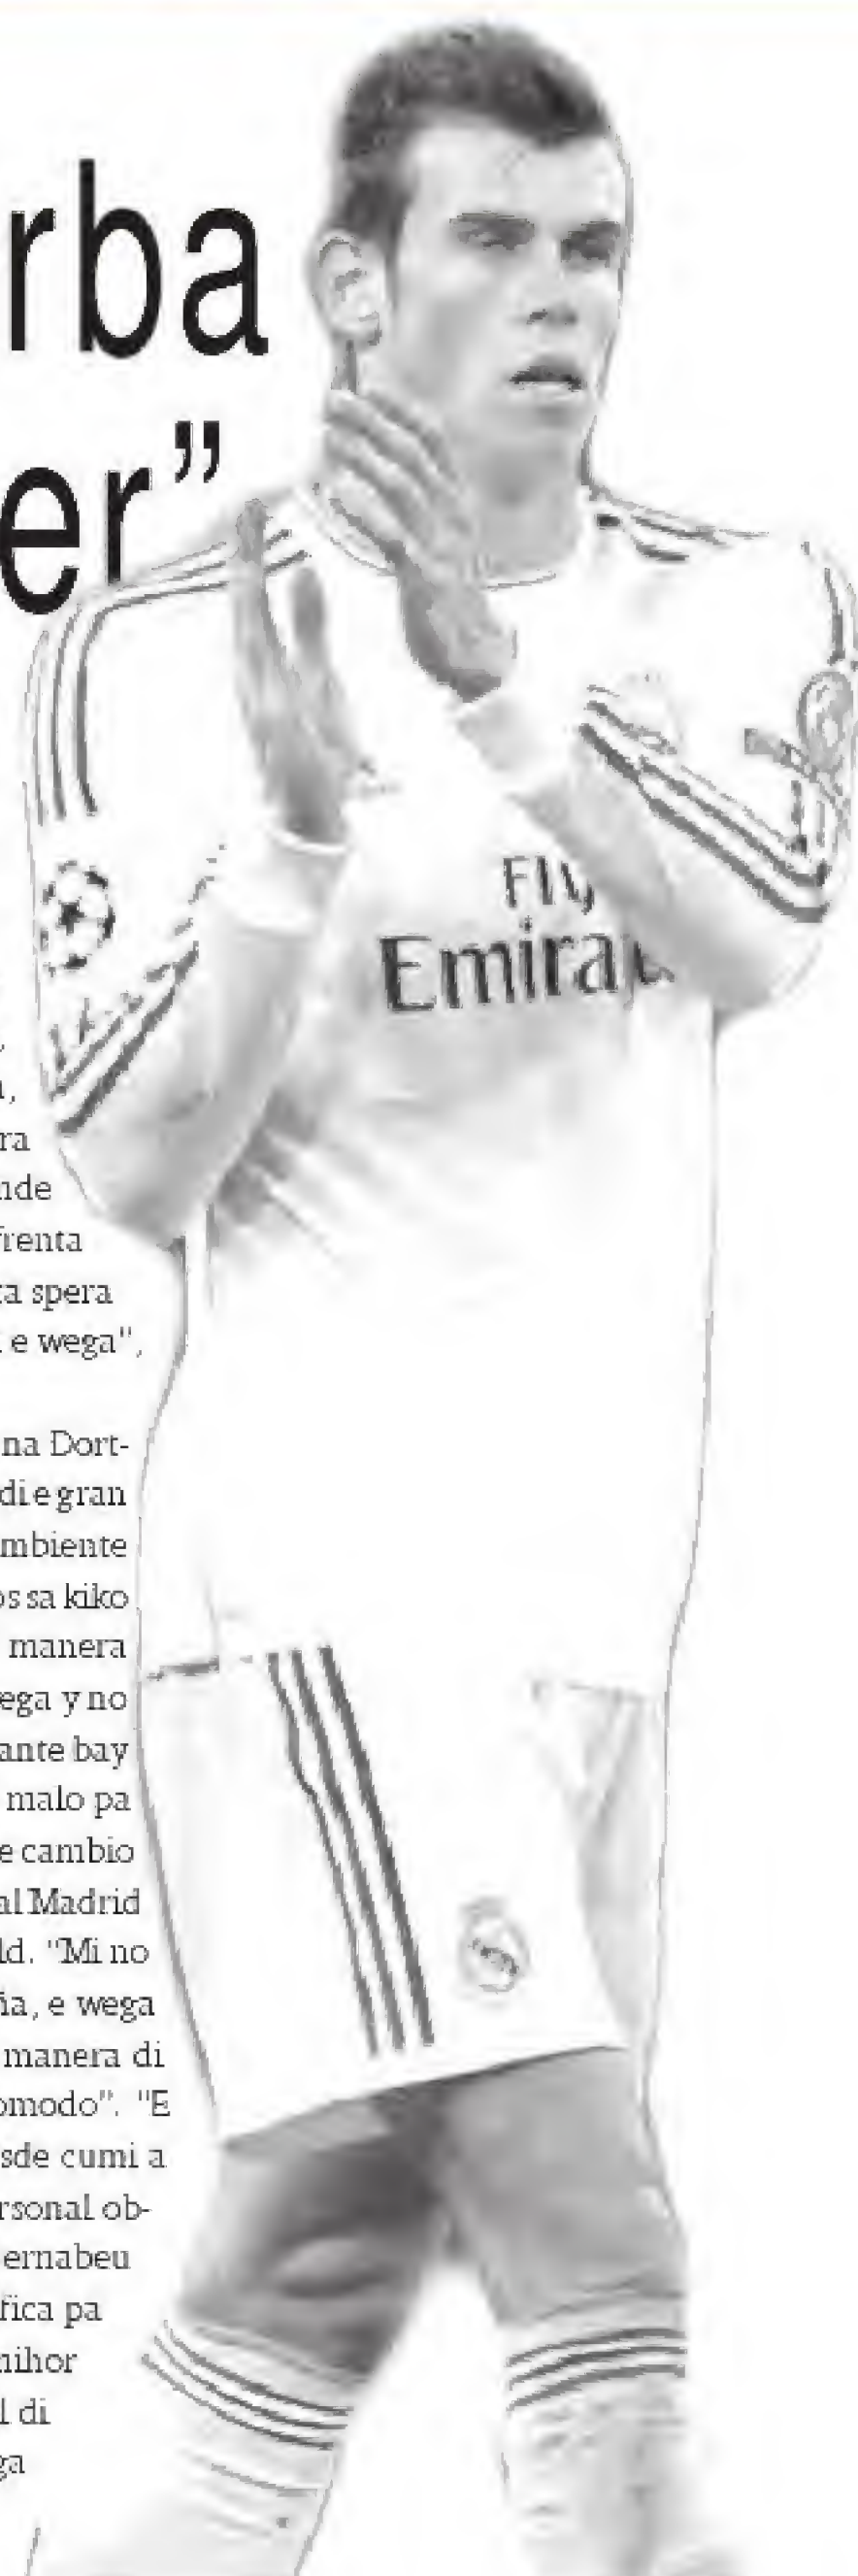 rba
er”
Fly
Emira
,
,
ra
nde
frenta
ta spera
e wega",
na Dort-
di e gran
mbiente
os sa kiko
manera
ega y no
ante bay
malo pa
e cambio
al Madrid
ld. "Mi no
ña, e wega
manera di
omodo". "E
sde cumi a
rsonal ob-
ernabeu
fica pa
mihor
l di
ga